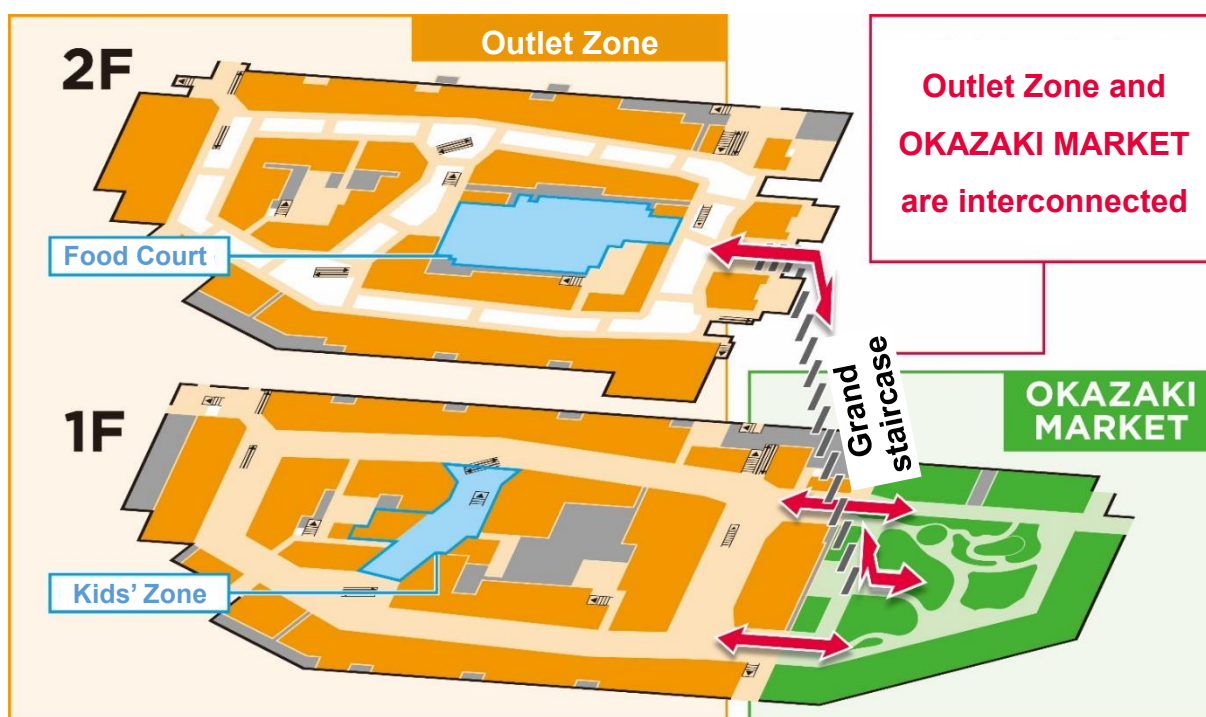 Outlet Zone
2F
Outlet Zone and
OKAZAKI MARKET
are interconnected
Food Court
Grand
staircase
1F
OKAZAKI
MARKET
Kids’ Zone